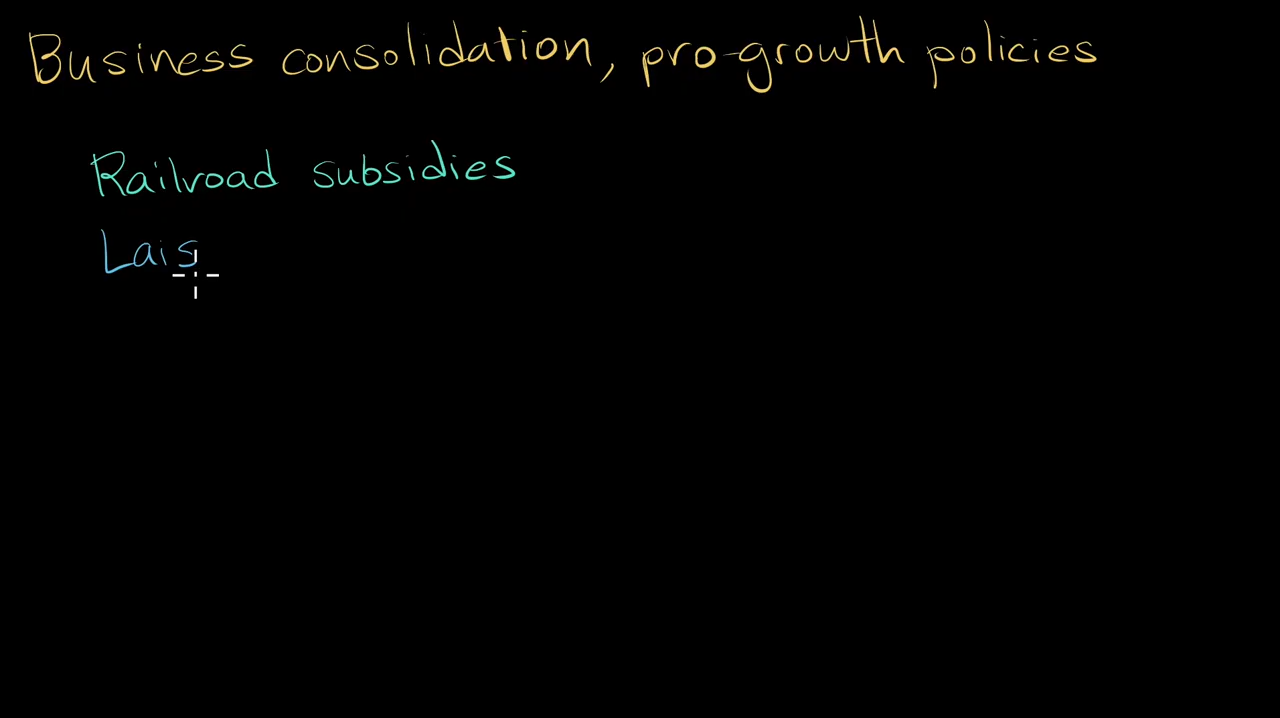 Business consolidation, pro-growth policies
Railroad subsidies
Lais